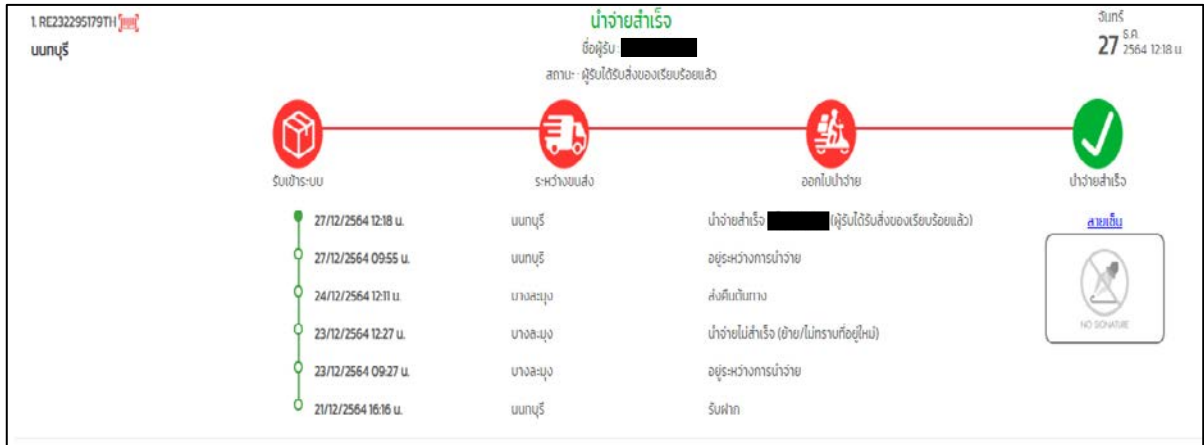 1. RE232295179TH
นนทบุรี
นำจ่ายสำเร็จ
ชื่อผู้รับ :
สถานะ : ผู้รับได้รับสิ่งของเรียบร้อยแล้ว
จันทร์
27 ธ.ค.
2564 12:18 น.
รับเข้าระบบ
ระหว่างขนส่ง
ออกไปนำจ่าย
นำจ่ายสำเร็จ
27/12/2564 12:18 น. นนทบุรี นำจ่ายสำเร็จ (ผู้รับได้รับสิ่งของเรียบร้อยแล้ว)
ลายเซ็น
27/12/2564 09:55 น. นนทบุรี อยู่ระหว่างการนำจ่าย
24/12/2564 12:11 น. บางละมุง ส่งคืนต้นทาง
23/12/2564 12:27 น. บางละมุง นำจ่ายไม่สำเร็จ (ย้าย/ไม่ทราบที่อยู่ใหม่)
NO SIGNATURE
23/12/2564 09:27 น. บางละมุง อยู่ระหว่างการนำจ่าย
21/12/2564 16:16 น. นนทบุรี รับฝาก